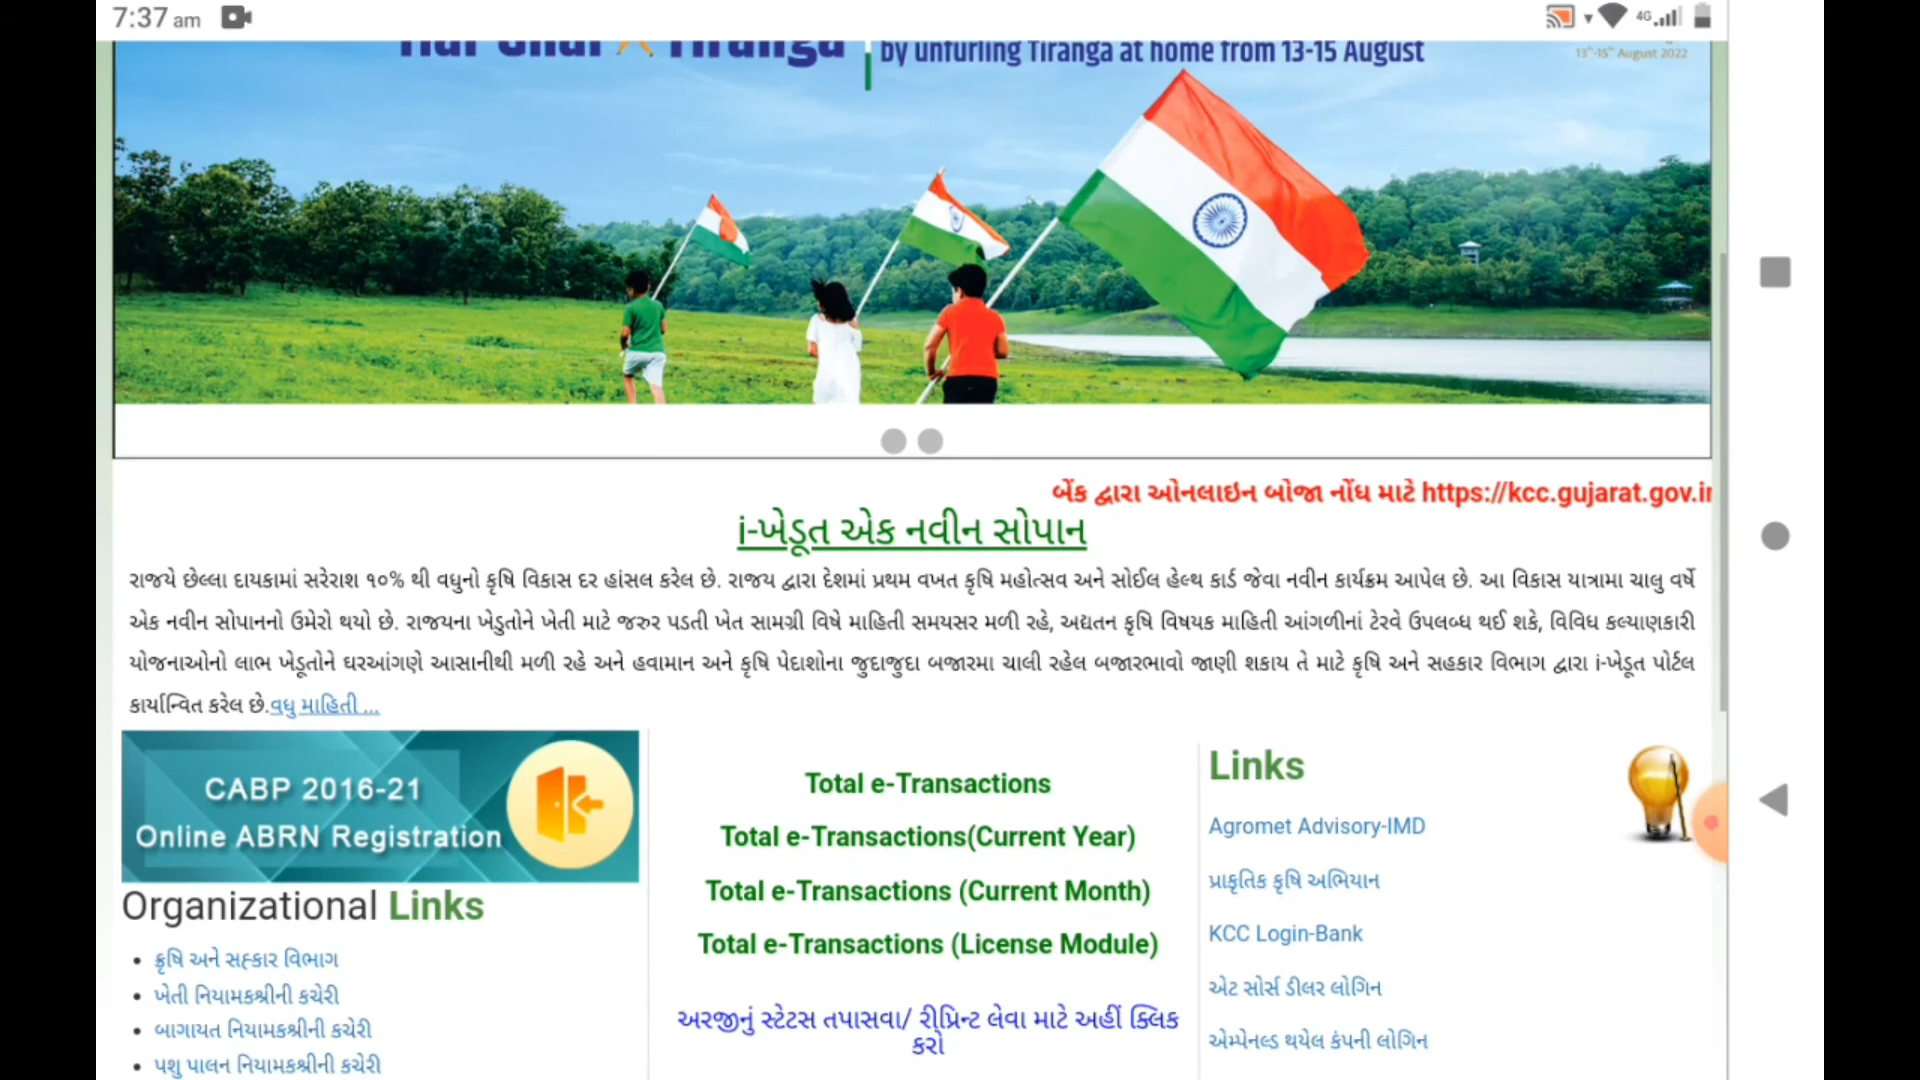 7:37 am
4G
Har Ghar Tiranga
by unfurling Tiranga at home from 13-15 August
13th-15th August 2022
બેંક દ્વારા ઓનલાઇન બોજા નોંધ માટે https://kcc.gujarat.gov.in
i-ખેડૂત એક નવીન સોપાન
રાજયે છેલ્લા દાયકામાં સરેરાશ ૧૦% થી વધુનો કૃષિ વિકાસ દર હાંસલ કરેલ છે. રાજય દ્વારા દેશમાં પ્રથમ વખત કૃષિ મહોત્સવ અને સોઈલ હેલ્થ કાર્ડ જેવા નવીન કાર્યક્રમ આપેલ છે. આ વિકાસ યાત્રામા ચાલુ વર્ષે
એક નવીન સોપાનનો ઉમેરો થયો છે. રાજયના ખેડુતોને ખેતી માટે જરુર પડતી ખેત સામગ્રી વિષે માહિતી સમયસર મળી રહે, અદ્યતન કૃષિ વિષયક માહિતી આંગળીનાં ટેરવે ઉપલબ્ધ થઈ શકે, વિવિધ કલ્યાણકારી
યોજનાઓનો લાભ ખેડૂતોને ઘરઆંગણે આસાનીથી મળી રહે અને હવામાન અને કૃષિ પેદાશોના જુદાજુદા બજારમા ચાલી રહેલ બજારભાવો જાણી શકાય તે માટે કૃષિ અને સહકાર વિભાગ દ્વારા i-ખેડૂત પોર્ટલ
કાર્યાન્વિત કરેલ છે.વધુ માહિતી ...
CABP 2016-21
Online ABRN Registration
Organizational Links
ક્રૃષિ અને સહ્કાર વિભાગ
ખેતી નિયામકશ્રીની કચેરી
બાગાયત નિયામકશ્રીની કચેરી
પશુ પાલન નિયામકશ્રીની કચેરી
Total e-Transactions
Total e-Transactions(Current Year)
Total e-Transactions (Current Month)
Total e-Transactions (License Module)
અરજીનું સ્ટેટસ તપાસવા/ રીપ્રિન્ટ લેવા માટે અહીં ક્લિક
કરો
Links
Agromet Advisory-IMD
પ્રાકૃતિક કૃષિ અભિયાન
KCC Login-Bank
એટ સોર્સ ડીલર લોગિન
એમ્પેનલ્ડ થયેલ કંપની લોગિન